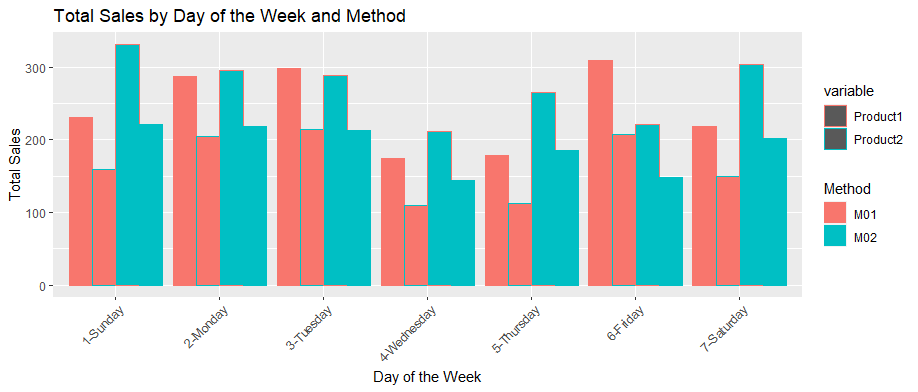 Total Sales by Day of the Week and Method
Total Sales
300
200
100
0
1-Sunday
2-Monday
3-Tuesday
4-Wednesday
5-Thursday
6-Friday
7-Saturday
Day of the Week
variable
Product1
Product2
Method
M01
M02